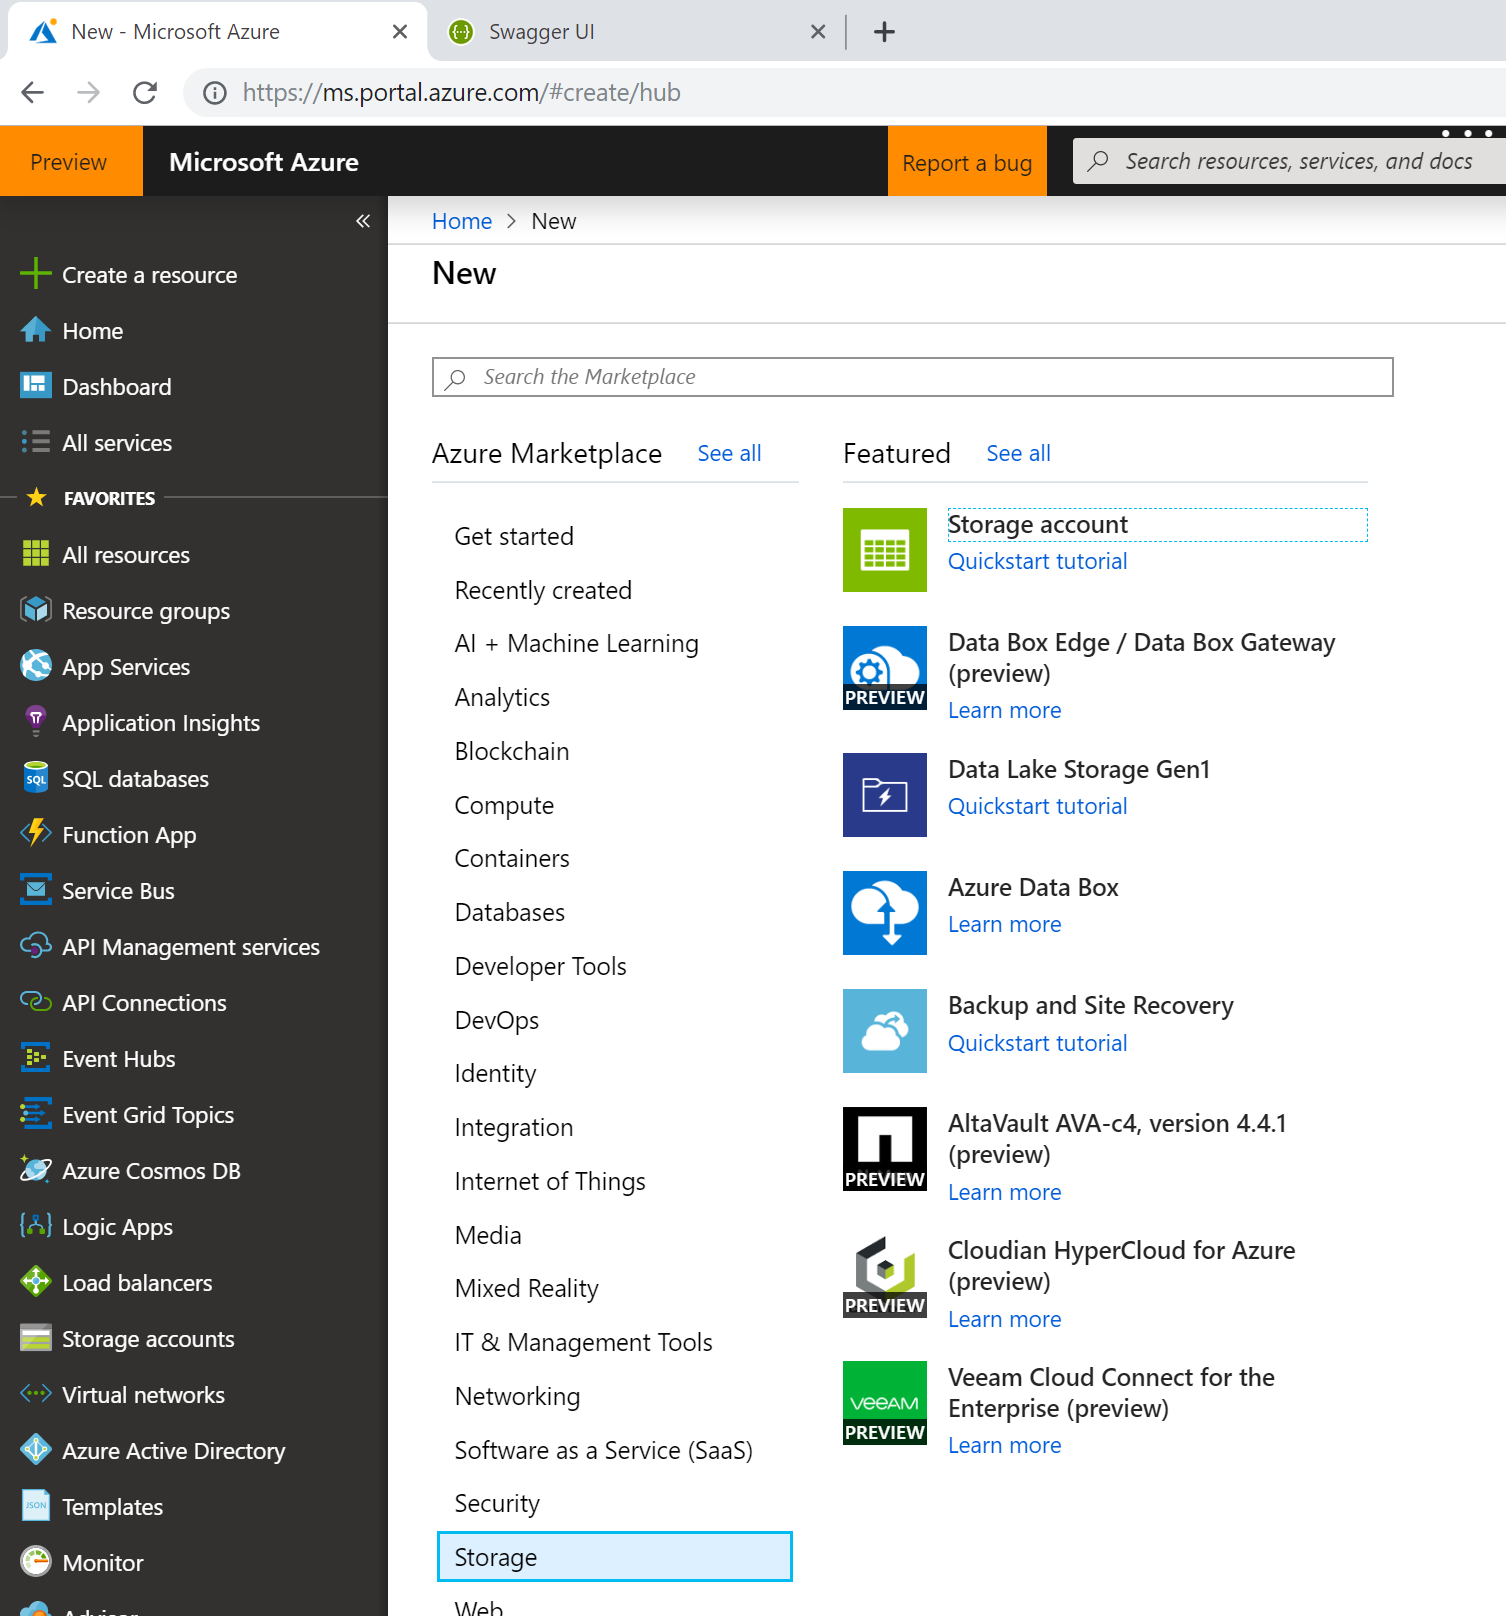 New - Microsoft Azure
Swagger UI
https://ms.portal.azure.com/#create/hub
Preview
Microsoft Azure
Report a bug
Search resources, services, and docs
Create a resource
Home
Dashboard
All services
FAVORITES
All resources
Resource groups
App Services
Application Insights
SQL
SQL databases
Function App
Service Bus
API Management services
API Connections
Event Hubs
Event Grid Topics
Azure Cosmos DB
Logic Apps
Load balancers
Storage accounts
Virtual networks
Azure Active Directory
JSON
Templates
Monitor
Home > New
New
Search the Marketplace
Azure Marketplace See all
Get started
Recently created
AI + Machine Learning
Analytics
Blockchain
Compute
Containers
Databases
Developer Tools
DevOps
Identity
Integration
Internet of Things
Media
Mixed Reality
IT & Management Tools
Networking
Software as a Service (SaaS)
Security
Storage
Web
Featured See all
Storage account
Quickstart tutorial
PREVIEW
Data Box Edge / Data Box Gateway
(preview)
Learn more
Data Lake Storage Gen1
Quickstart tutorial
Azure Data Box
Learn more
Backup and Site Recovery
Quickstart tutorial
PREVIEW
AltaVault AVA-c4, version 4.4.1
(preview)
Learn more
PREVIEW
Cloudian HyperCloud for Azure
(preview)
Learn more
veeAM
PREVIEW
Veeam Cloud Connect for the
Enterprise (preview)
Learn more